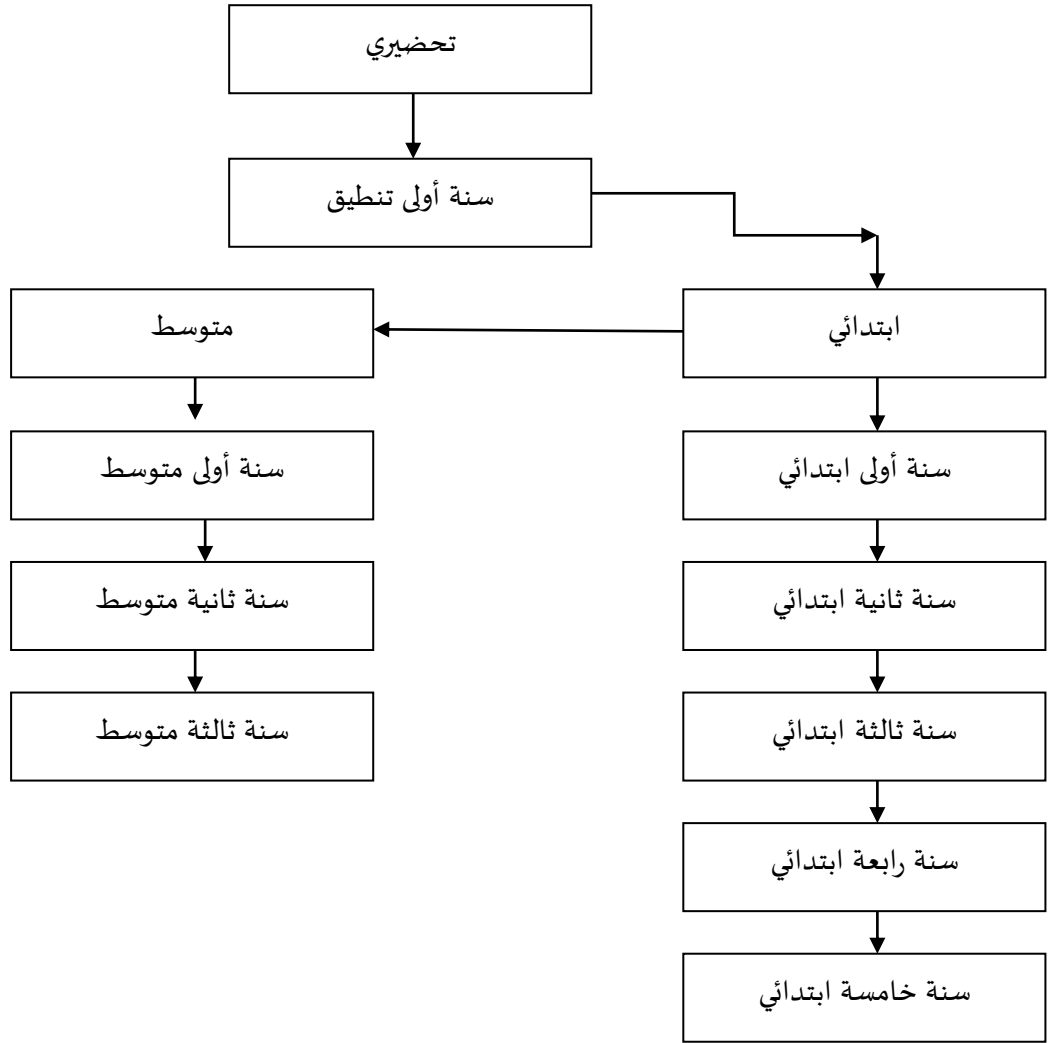 تحضيري
سنة أولى تنطيق
ابتدائي
متوسط
سنة أولى ابتدائي
سنة أولى متوسط
سنة ثانية ابتدائي
سنة ثانية متوسط
سنة ثالثة ابتدائي
سنة ثالثة متوسط
سنة رابعة ابتدائي
سنة خامسة ابتدائي